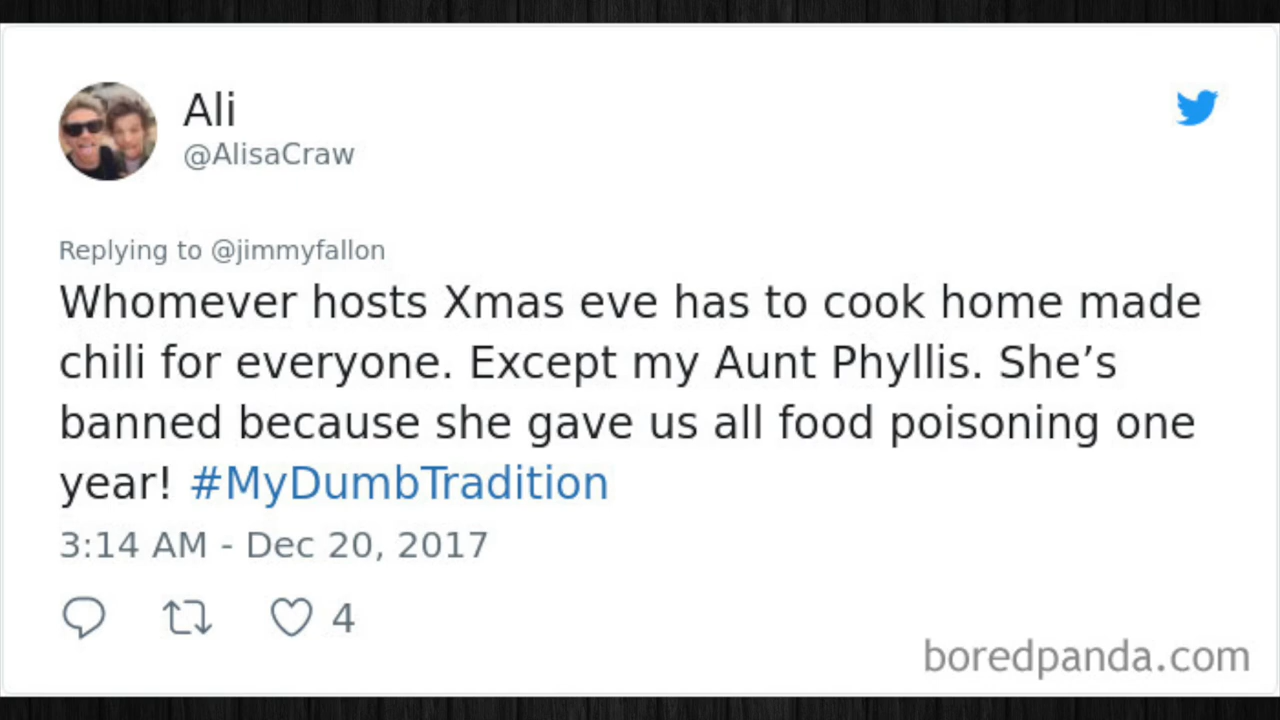 Ali
@AlisaCraw
Replying to @jimmyfallon
Whomever hosts Xmas eve has to cook home made
chili for everyone. Except my Aunt Phyllis. She’s
banned because she gave us all food poisoning one
year! #MyDumbTradition
3:14 AM - Dec 20, 2017
4
boredpanda.com